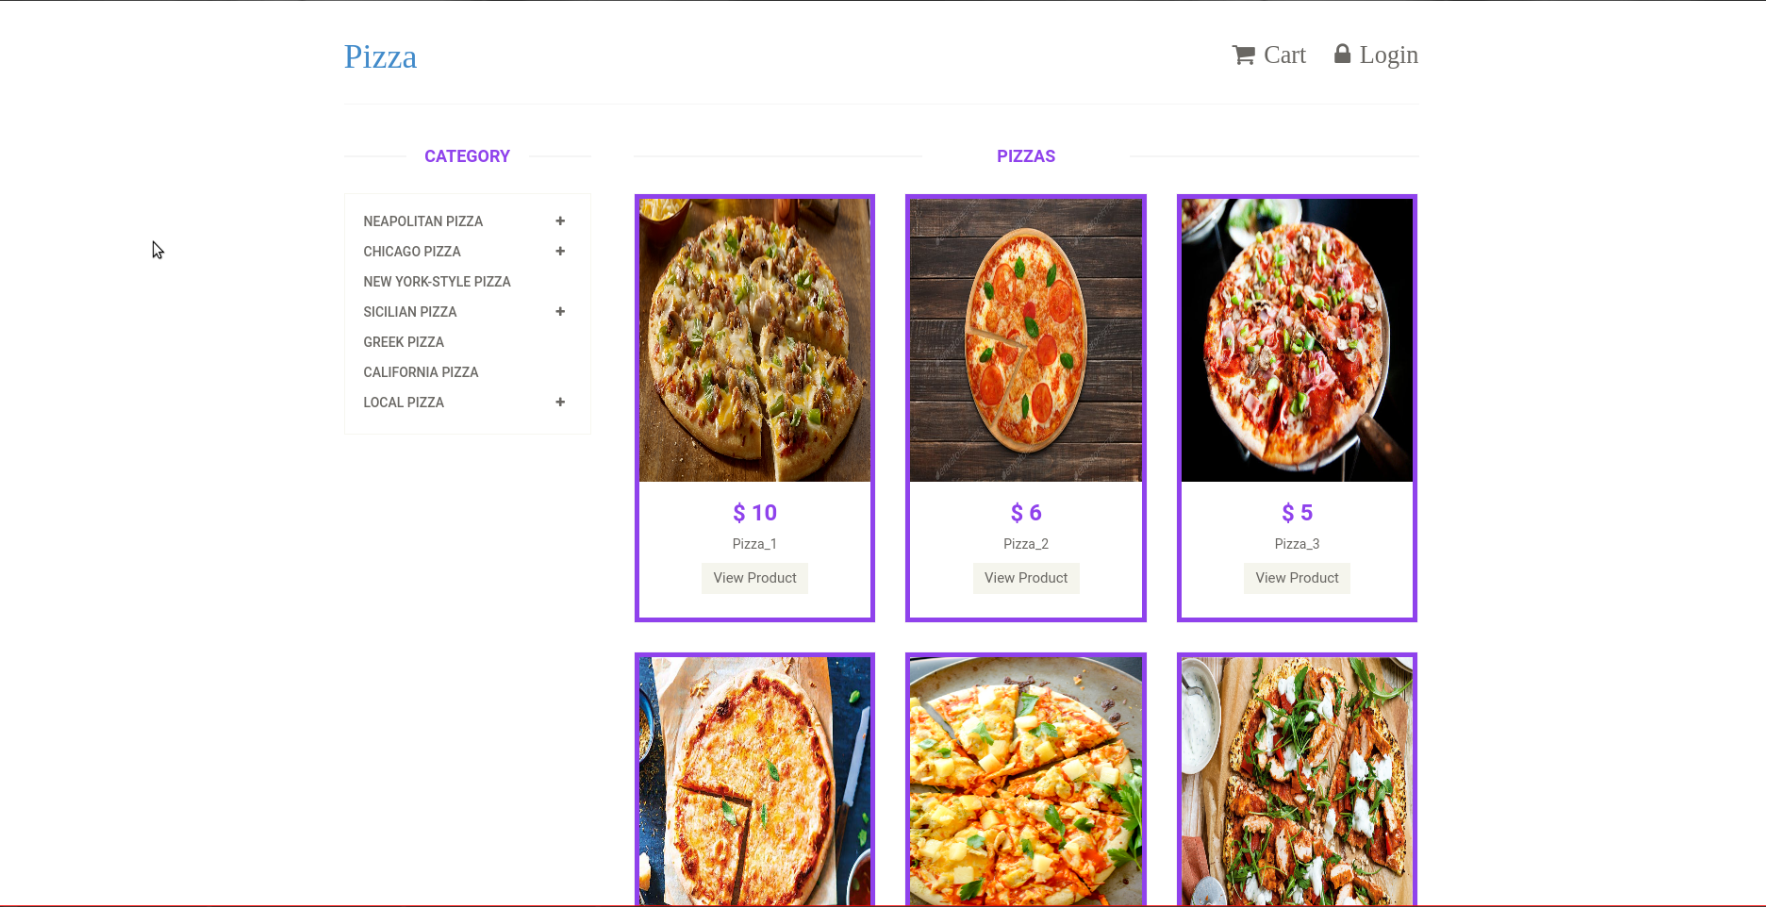 Pizza
Cart
Login
CATEGORY
NEAPOLITAN PIZZA +
CHICAGO PIZZA +
NEW YORK-STYLE PIZZA
SICILIAN PIZZA +
GREEK PIZZA
CALIFORNIA PIZZA
LOCAL PIZZA +
PIZZAS
$ 10
Pizza_1
View Product
$ 6
Pizza_2
View Product
$ 5
Pizza_3
View Product